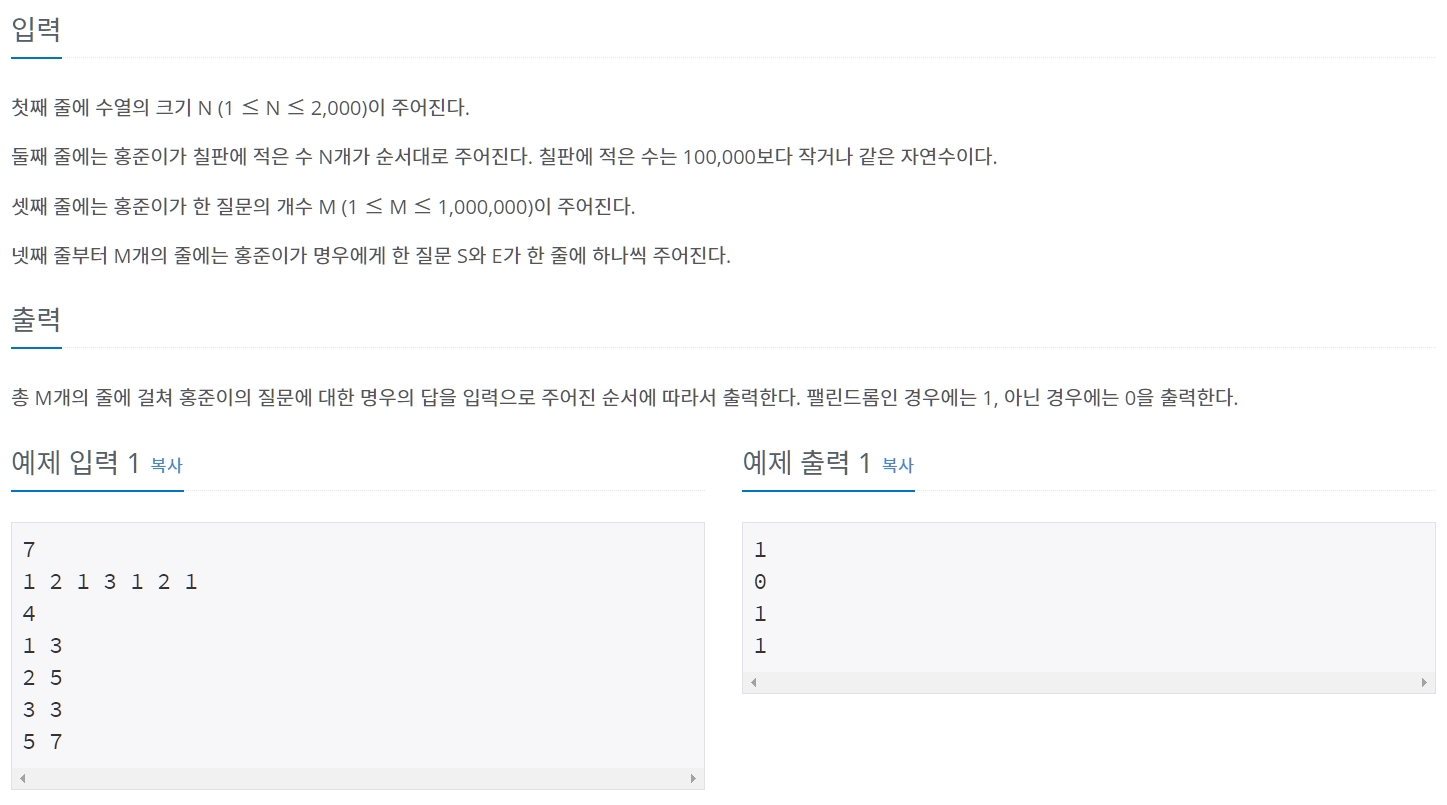 입력
첫째 줄에 수열의 크기 N (1 ≤ N ≤ 2,000)이 주어진다.
둘째 줄에는 홍준이가 칠판에 적은 수 N개가 순서대로 주어진다. 칠판에 적은 수는 100,000보다 작거나 같은 자연수이다.
셋째 줄에는 홍준이가 한 질문의 개수 M (1 ≤ M ≤ 1,000,000)이 주어진다.
넷째 줄부터 M개의 줄에는 홍준이가 명우에게 한 질문 S와 E가 한 줄에 하나씩 주어진다.
출력
총 M개의 줄에 걸쳐 홍준이의 질문에 대한 명우의 답을 입력으로 주어진 순서에 따라서 출력한다. 팰린드롬인 경우에는 1, 아닌 경우에는 0을 출력한다.
예제 입력 1 복사
7
1 2 1 3 1 2 1
4
1 3
2 5
3 3
5 7
예제 출력 1 복사
1
0
1
1